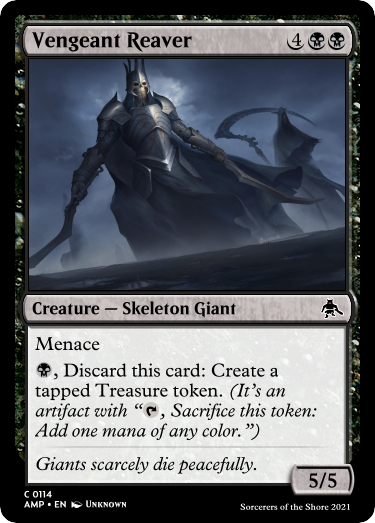 Vengeant Reaver 4
Creature — Skeleton Giant
Menace
, Discard this card: Create a
tapped Treasure token. (It's an
artifact with “, Sacrifice this token:
Add one mana of any color.”)
Giants scarcely die peacefully.
5/5
C 0114
AMP • EN Unknown
Sorcerers of the Shore 2021